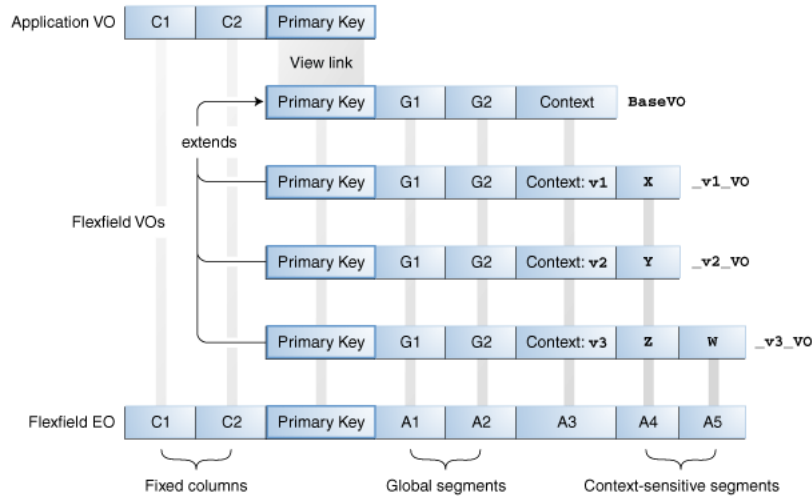 Application VO C1 C2 Primary Key
View link
Primary Key G1 G2 Context BaseVO
extends
Primary Key G1 G2 Context: v1 X _v1_VO
Flexfield VOs
Primary Key G1 G2 Context: v2 Y _v2_VO
Primary Key G1 G2 Context: v3 Z W _v3_VO
Flexfield EO C1 C2 Primary Key A1 A2 A3 A4 A5
Fixed columns Global segments Context-sensitive segments